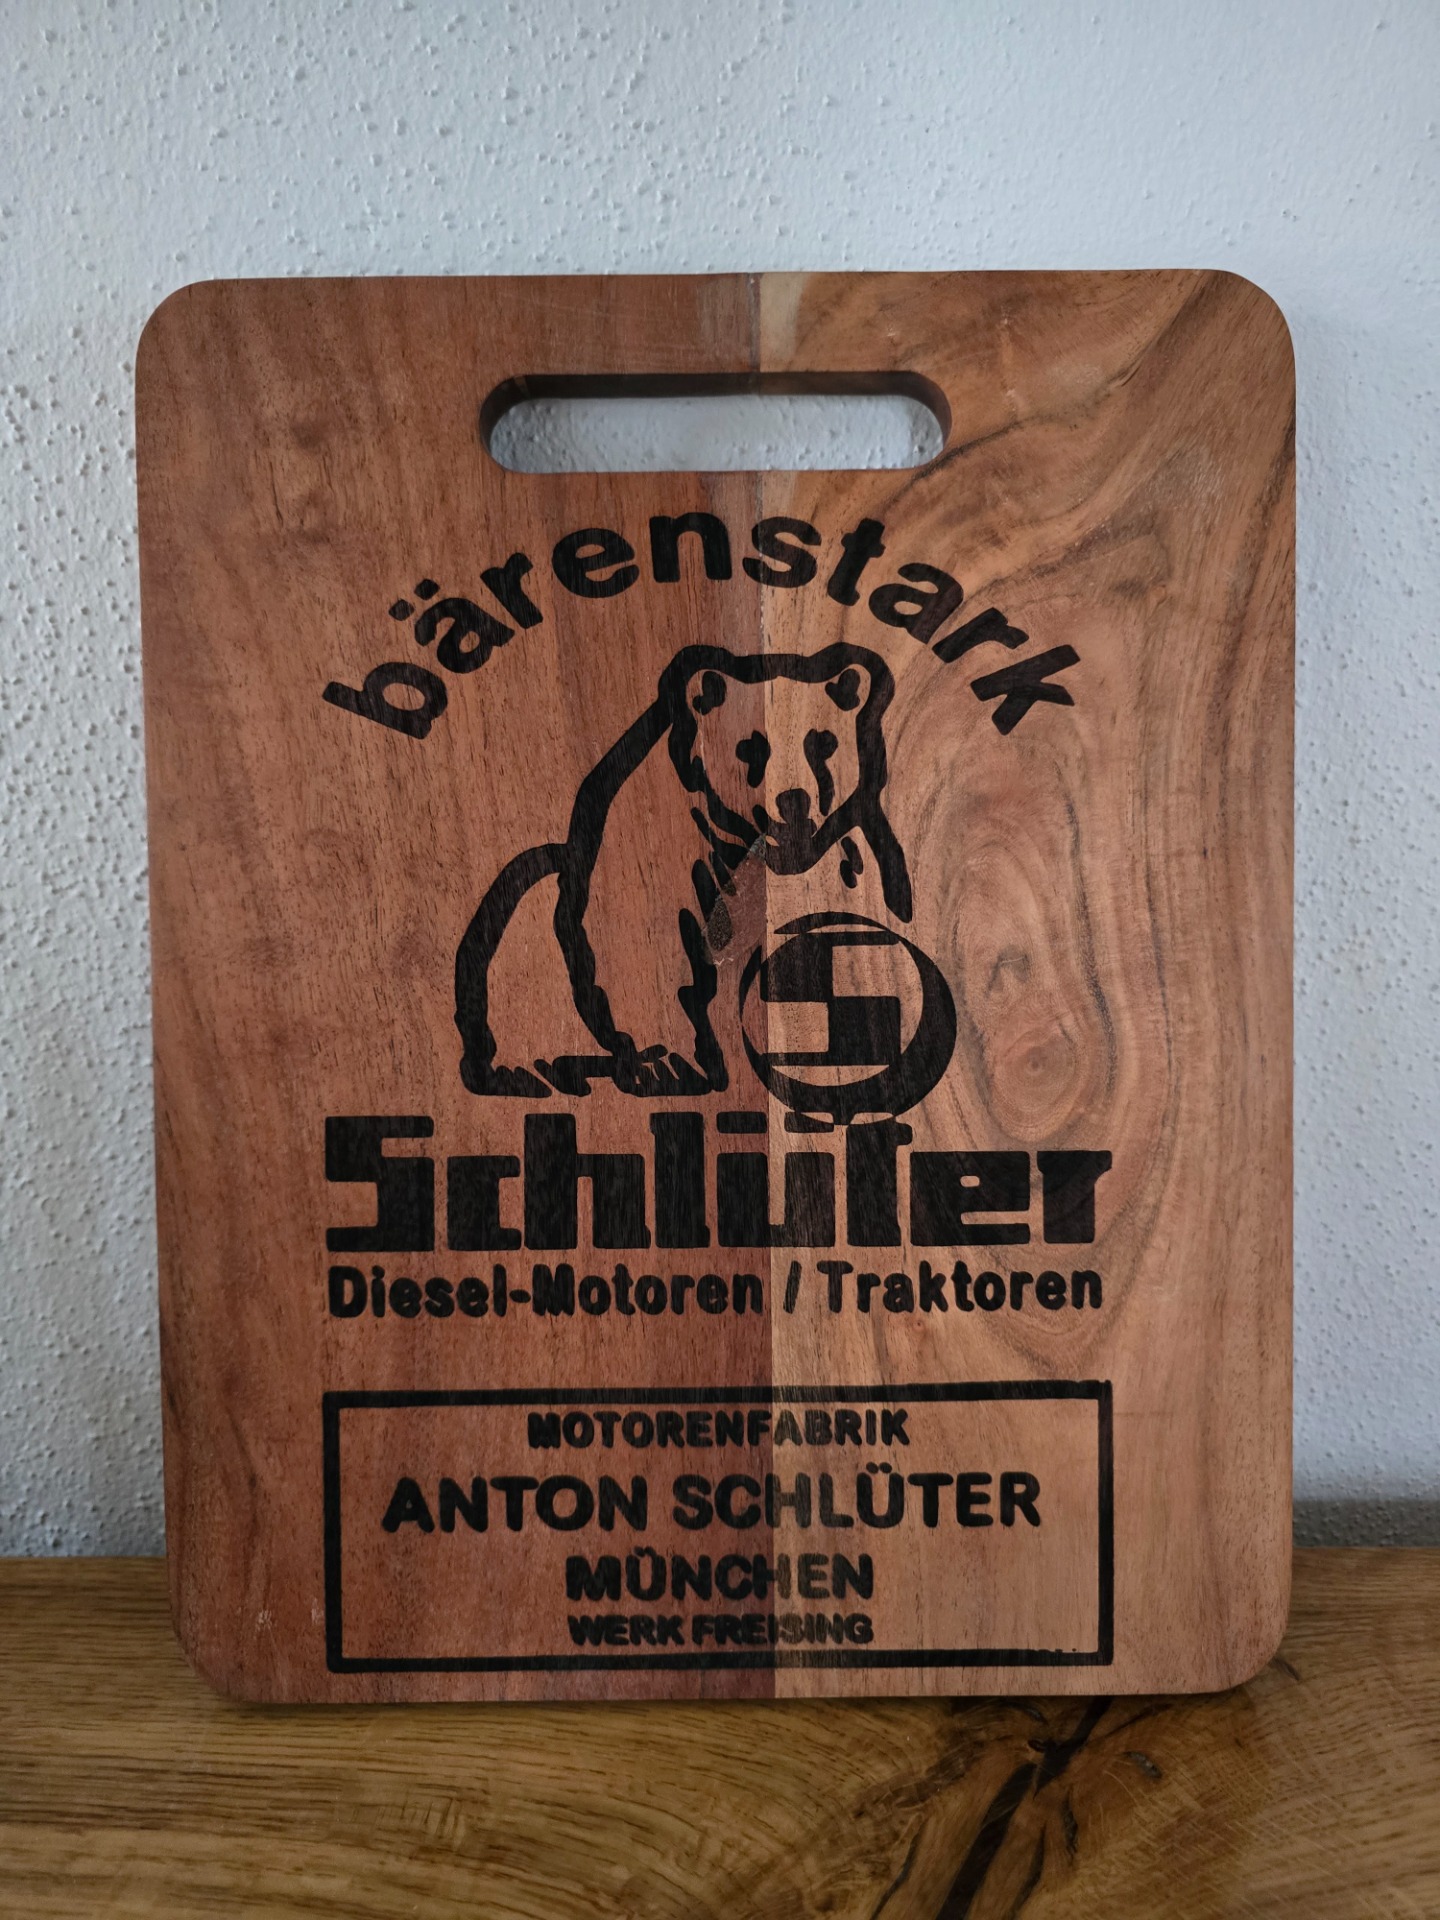 bärenstark
S
Schlüter
Diesel-Motoren / Traktoren
MOTORENFABRIK
ANTON SCHLÜTER
MÜNCHEN
WERK FREISING